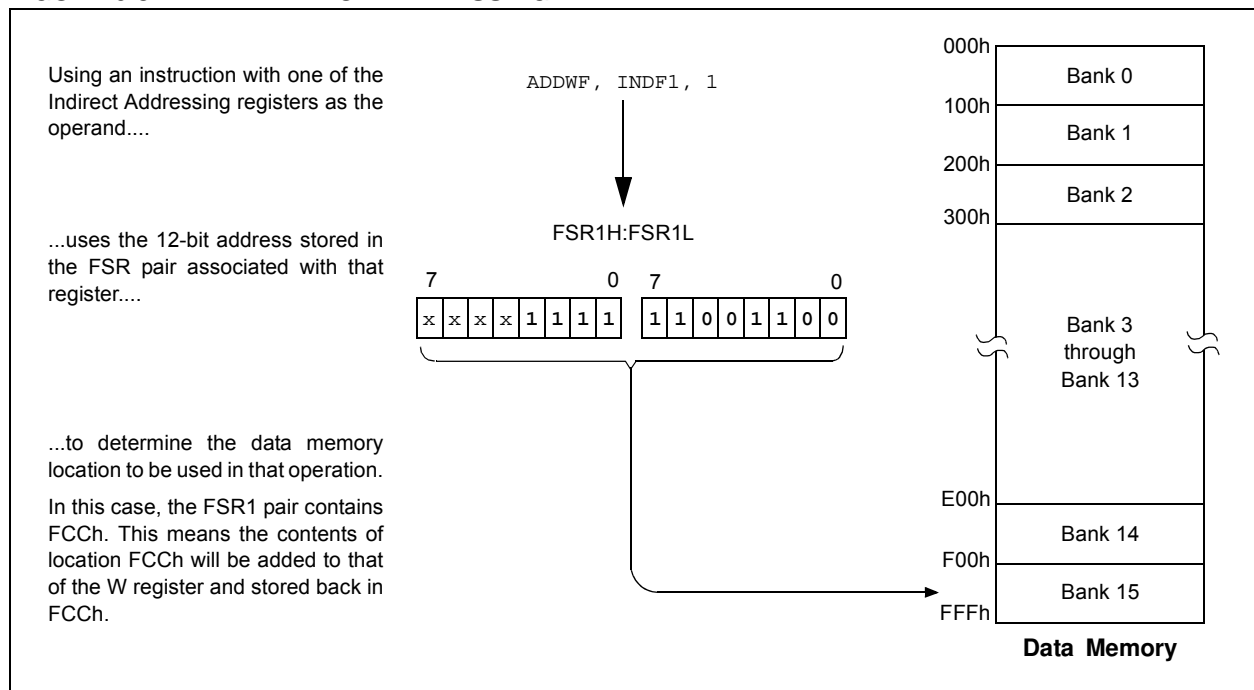 Using an instruction with one of the
Indirect Addressing registers as the
operand....
ADDWF, INDF1, 1
...uses the 12-bit address stored in
the FSR pair associated with that
register....
FSR1H:FSR1L
7 0 7 0
x x x x 1 1 1 1 1 1 0 0 1 1 0 0
...to determine the data memory
location to be used in that operation.
In this case, the FSR1 pair contains
FCCh. This means the contents of
location FCCh will be added to that
of the W register and stored back in
FCCh.
000h
Bank 0
100h
Bank 1
200h
Bank 2
300h
Bank 3
through
Bank 13
E00h
Bank 14
F00h
Bank 15
FFFh
Data Memory